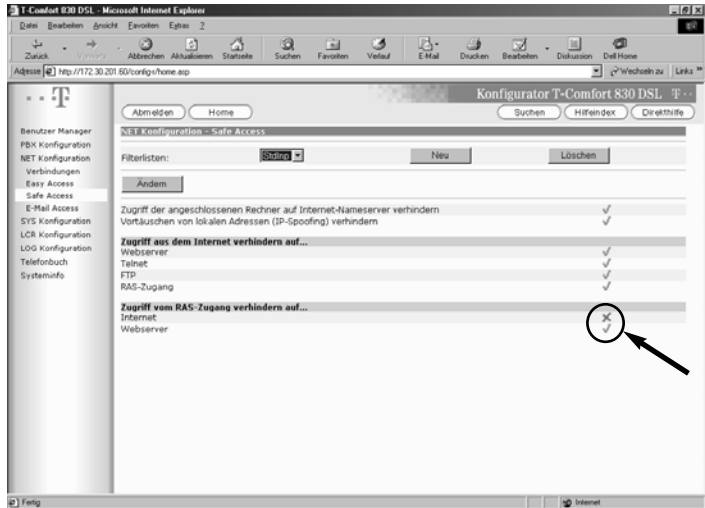 T-Comfort 830 DSL - Microsoft Internet Explorer
Datei Bearbeiten Ansicht Favoriten Extras ?
Zurück Vorwärts Abbrechen Aktualisieren Startseite Suchen Favoriten Verlauf E-Mail Drucken Bearbeiten Diskussion Dell Home
Adresse http://172.30.201.60/config+/home.asp Wechseln zu Links »
T
Konfigurator T-Comfort 830 DSL T
Abmelden Home Suchen Hilfeindex Direkthilfe
Benutzer Manager
PBX Konfiguration
NET Konfiguration
Verbindungen
Easy Access
Safe Access
E-Mail Access
SYS Konfiguration
LCR Konfiguration
LOG Konfiguration
Telefonbuch
Systeminfo
NET Konfiguration - Safe Access
Filterlisten: StdInp Neu Löschen
Ändern
Zugriff der angeschlossenen Rechner auf Internet-Nameserver verhindern
Vortäuschen von lokalen Adressen (IP-Spoofing) verhindern
Zugriff aus dem Internet verhindern auf...
Webserver
Telnet
FTP
RAS-Zugang
Zugriff vom RAS-Zugang verhindern auf...
Internet
Webserver
Fertig Internet